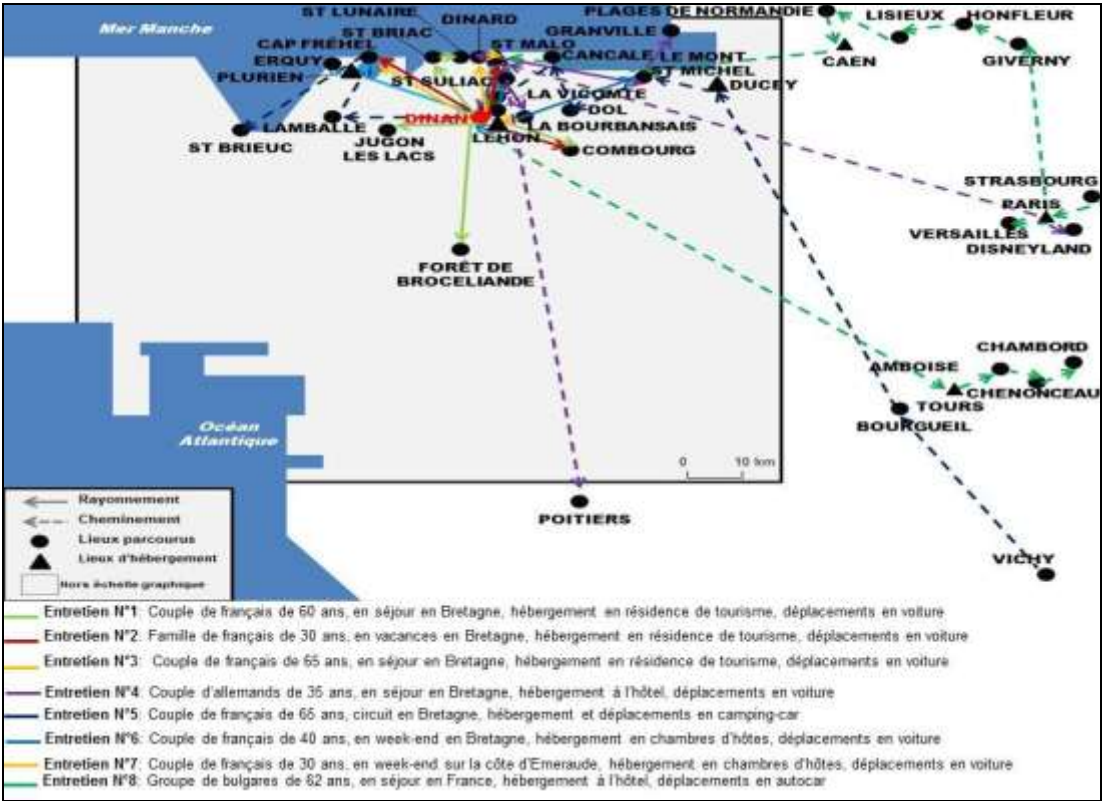 ST LUNAIRE
DINARD
PLAGES DE NORMANDIE
LISIEUX
HONFLEUR
Mer Manche
ST BRIAC
GRANVILLE
CAP FRÉHEL
ST MALO
ERQUY
CANCALE
LE MONT
ST MICHEL
CAEN
GIVERNY
PLURIEN
ST SULIAC
DUCEY
LA VICOMTE
DINAN
DOL
LAMBALLE
LA BOURBANSAIS
ST BRIEUC
JUGON
LES LACS
LEHON
COMBOURG
STRASBOURG
PARIS
VERSAILLES
DISNEYLAND
FORÊT DE
BROCELIANDE
CHAMBORD
AMBOISE
CHENONCEAU
TOURS
BOURGUEIL
Océan
Atlantique
0 10 km
POITIERS
VICHY
Rayonnement
Cheminement
Lieux parcourus
Lieux d'hébergement
Hors échelle graphique
Entretien N°1: Couple de français de 60 ans, en séjour en Bretagne, hébergement en résidence de tourisme, déplacements en voiture
Entretien N°2: Famille de français de 30 ans, en vacances en Bretagne, hébergement en résidence de tourisme, déplacements en voiture
Entretien N°3: Couple de français de 65 ans, en séjour en Bretagne, hébergement en résidence de tourisme, déplacements en voiture
Entretien N°4: Couple d'allemands de 35 ans, en séjour en Bretagne, hébergement à l'hôtel, déplacements en voiture
Entretien N°5: Couple de français de 65 ans, circuit en Bretagne, hébergement et déplacements en camping-car
Entretien N°6: Couple de français de 40 ans, en week-end en Bretagne, hébergement en chambres d'hôtes, déplacements en voiture
Entretien N°7: Couple de français de 30 ans, en week-end sur la côte d'Emeraude, hébergement en chambres d'hôtes, déplacements en voiture
Entretien N°8: Groupe de bulgares de 62 ans, en séjour en France, hébergement à l'hôtel, déplacements en autocar